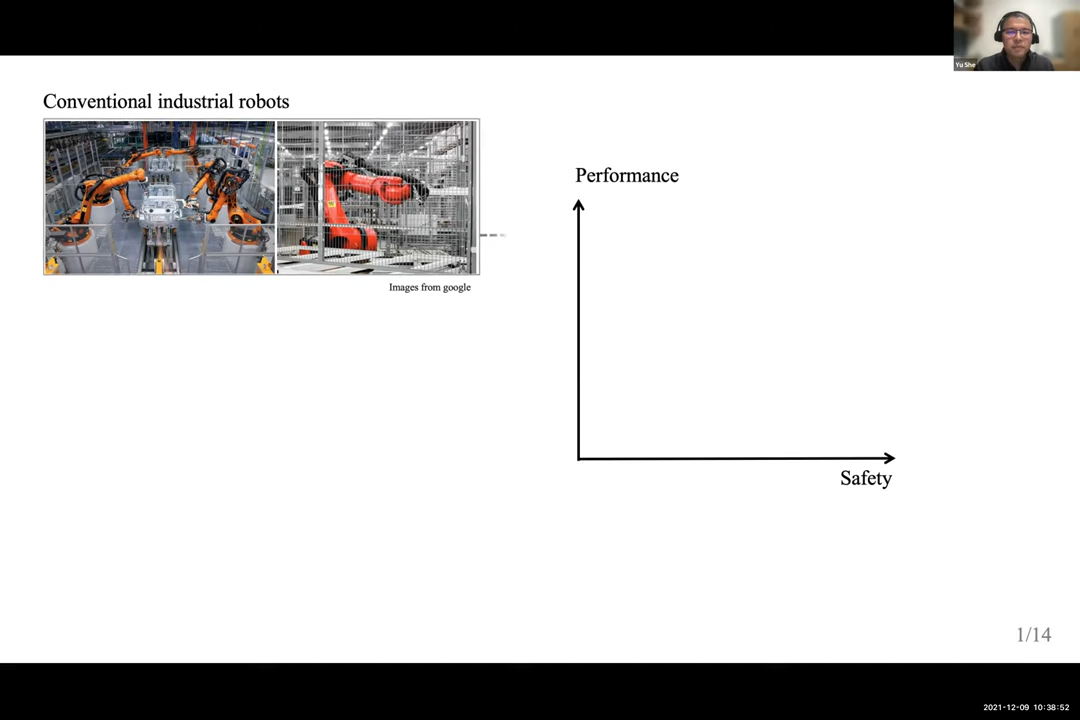 Yu She
Conventional industrial robots
Images from google
Performance
Safety
1/14
2021-12-09 10:38:52